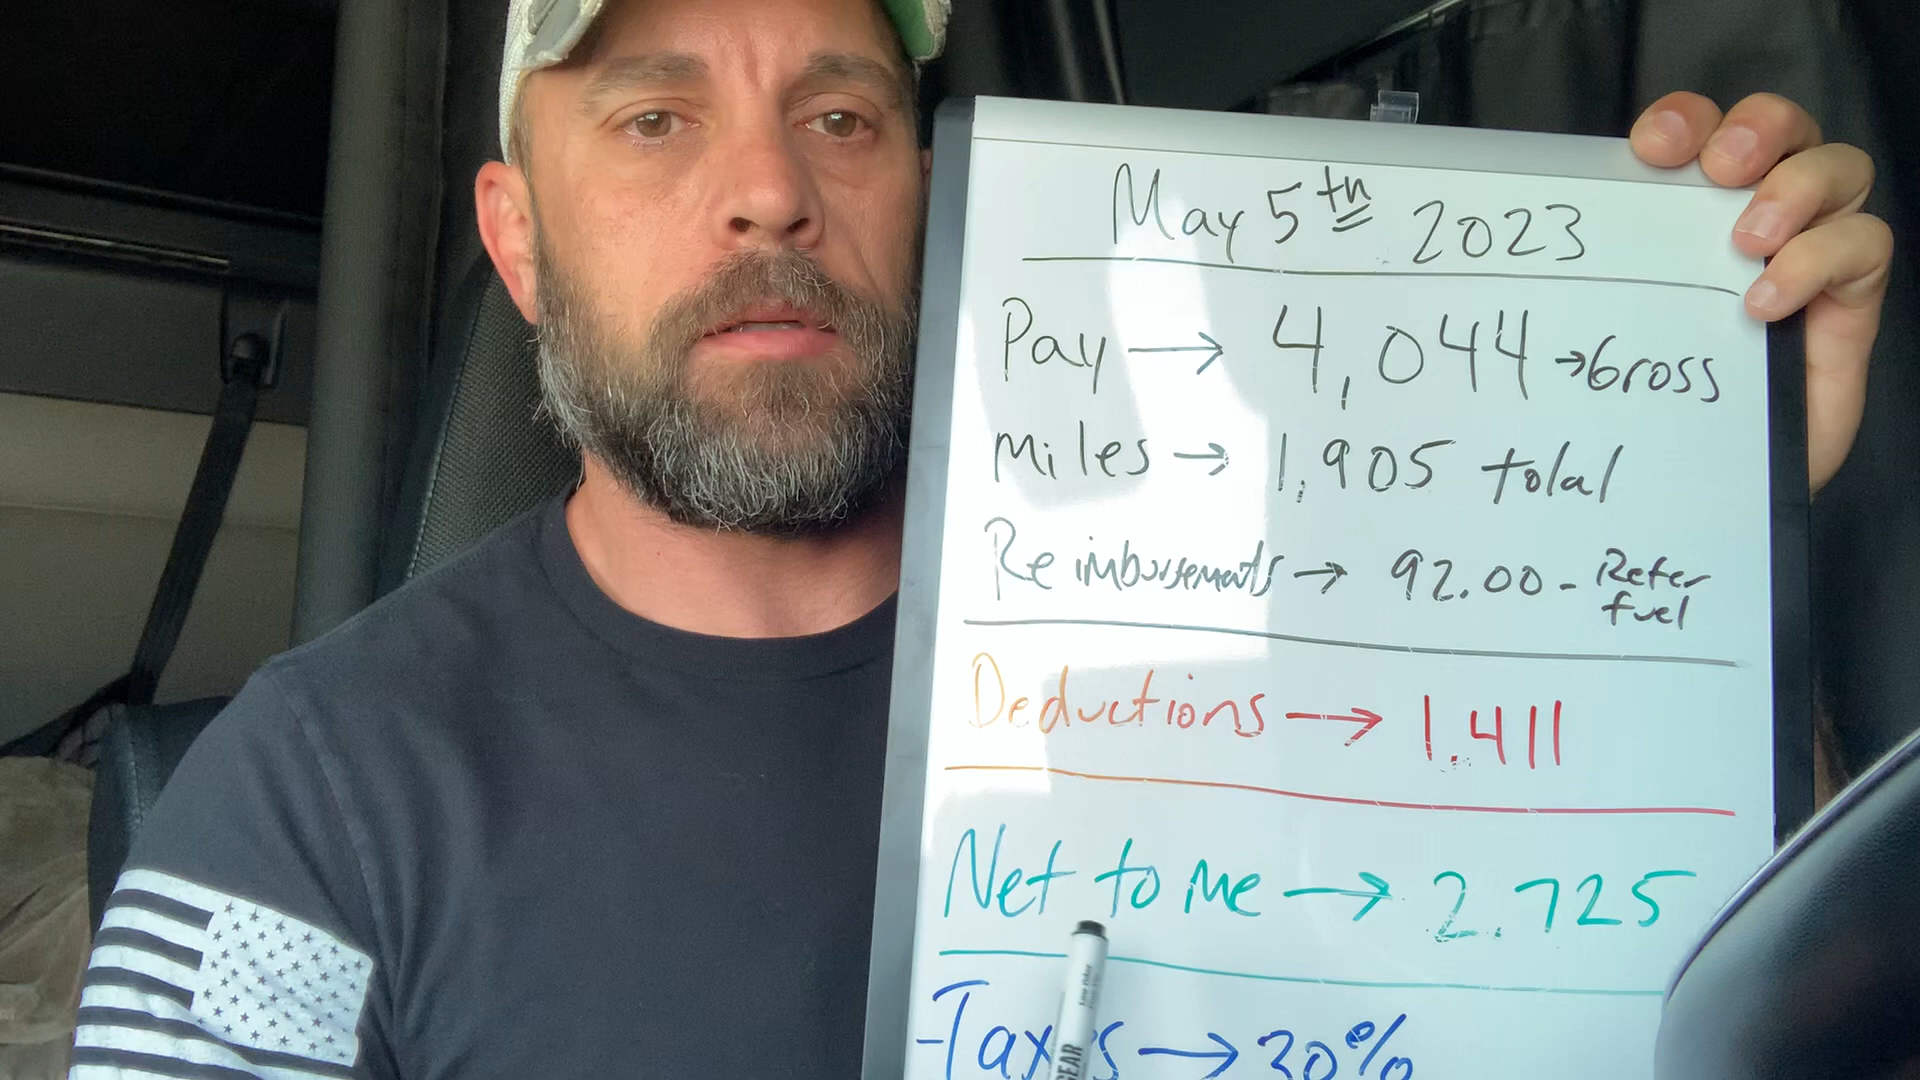 May 5th 2023
Pay → 4,044 → Gross
Miles → 1,905 total
Reimbursements → 92.00 - Refer
fuel
Deductions → 1.411
Net to me → 2.725
Taxes → 30%
GEAR